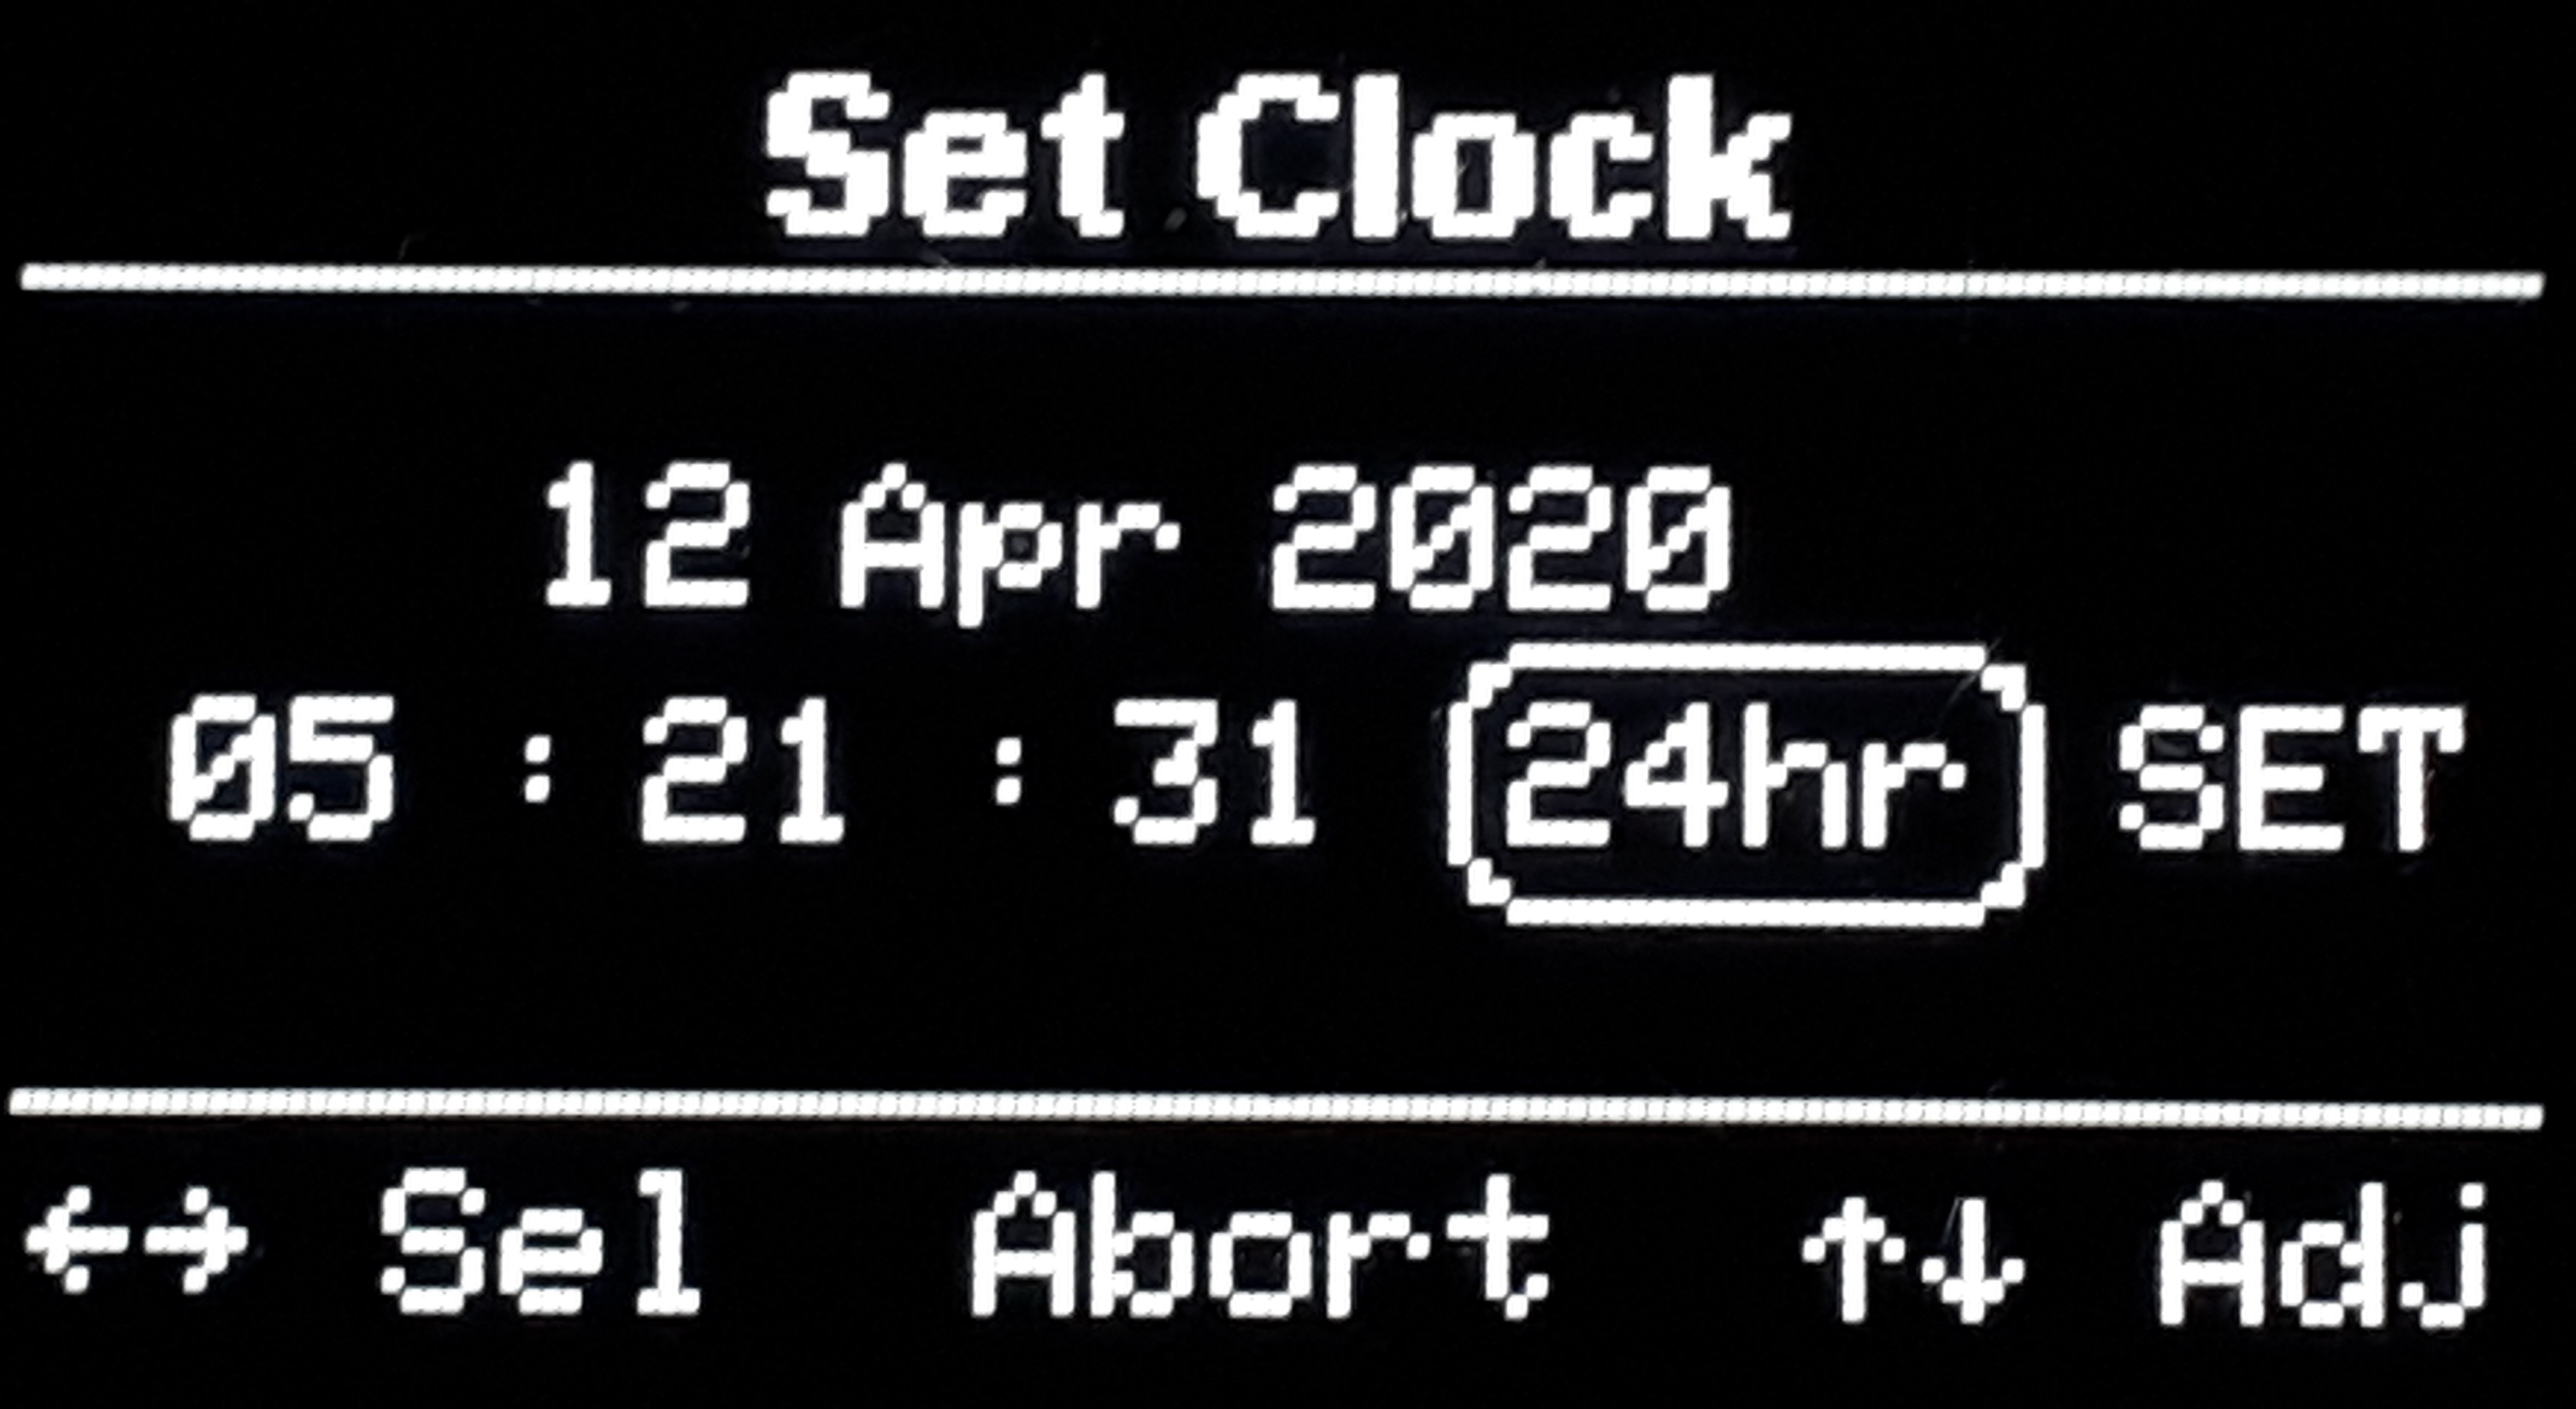 Set Clock
12 Apr 2020
05 : 21 : 31 24hr SET
←→ Sel Abort ↑↓ Adj